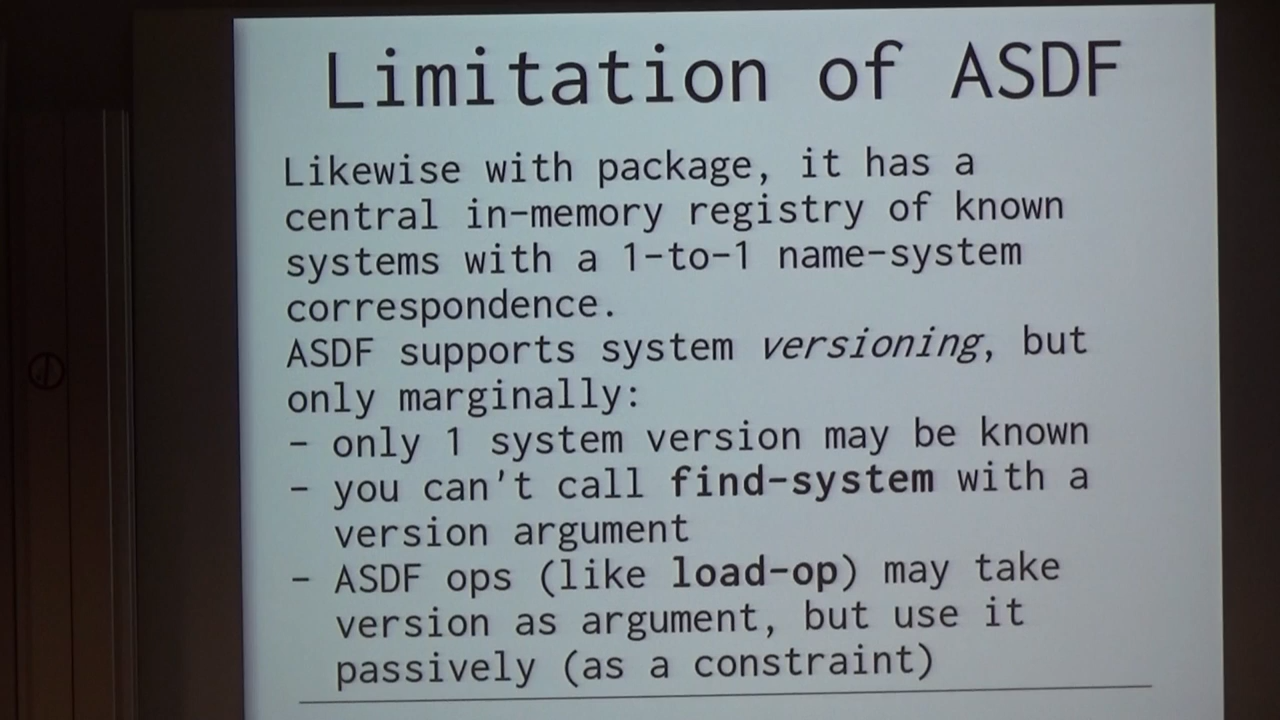 Limitation of ASDF
Likewise with package, it has a
central in-memory registry of known
systems with a 1-to-1 name-system
correspondence.
ASDF supports system versioning, but
only marginally:
- only 1 system version may be known
- you can't call find-system with a
version argument
- ASDF ops (like load-op) may take
version as argument, but use it
passively (as a constraint)